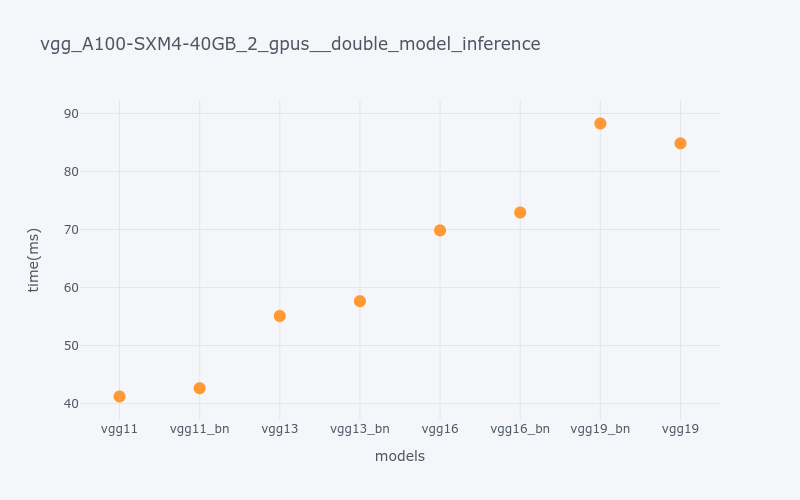 vgg_A100-SXM4-40GB_2_gpus__double_model_inference
90
80
70
60
50
40
time(ms)
vgg11 vgg11_bn vgg13 vgg13_bn vgg16 vgg16_bn vgg19_bn vgg19
models